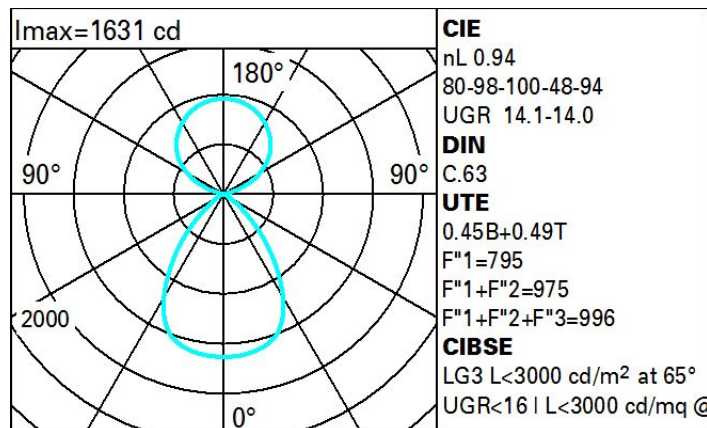 Imax=1631 cd
180°
90°
90°
2000
0°
CIE
nL 0.94
80-98-100-48-94
UGR 14.1-14.0
DIN
C.63
UTE
0.45B+0.49T
F"1=795
F"1+F"2=975
F"1+F"2+F"3=996
CIBSE
LG3 L<3000 cd/m² at 65°
UGR<16 | L<3000 cd/mq @